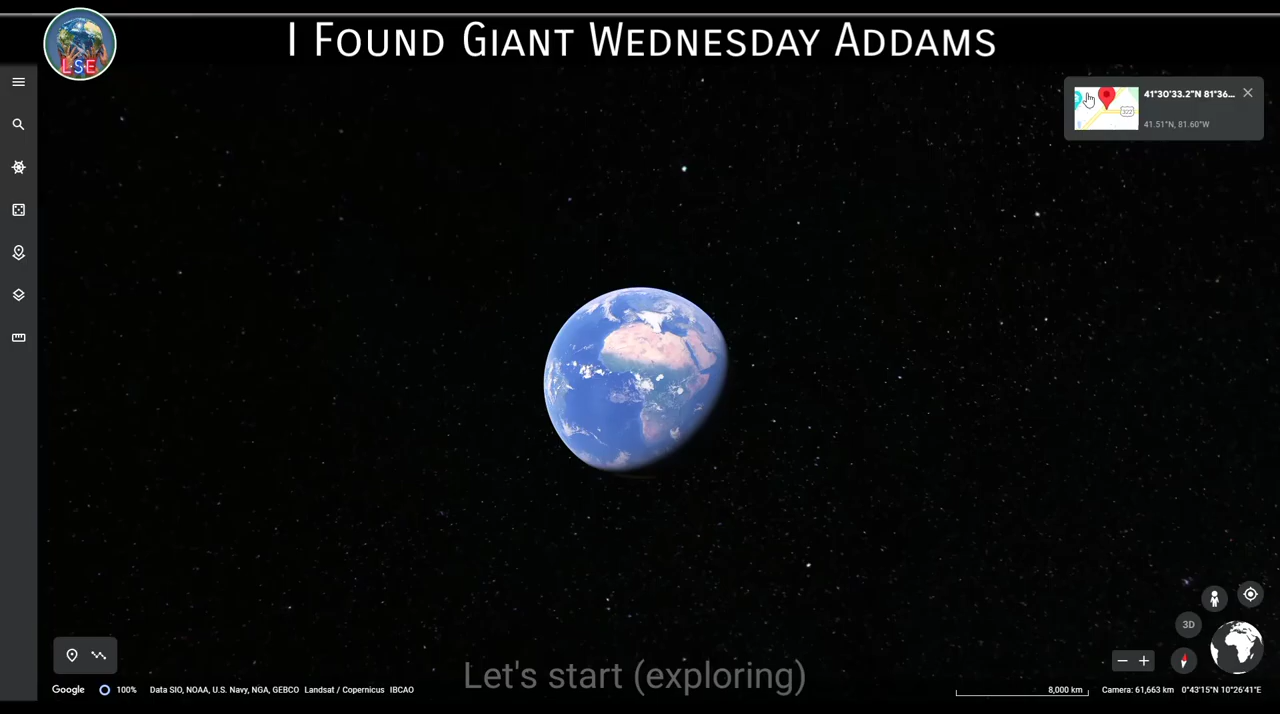 I Found Giant Wednesday Addams
L·S·E
41°30'33.2"N 81°36...
322
41.51°N, 81.60°W
3D
Let's start (exploring)
Google 100% Data SIO, NOAA, U.S. Navy, NGA, GEBCO Landsat / Copernicus IBCAO 8,000 km Camera: 61,663 km 0°43'15"N 10°26'41"E